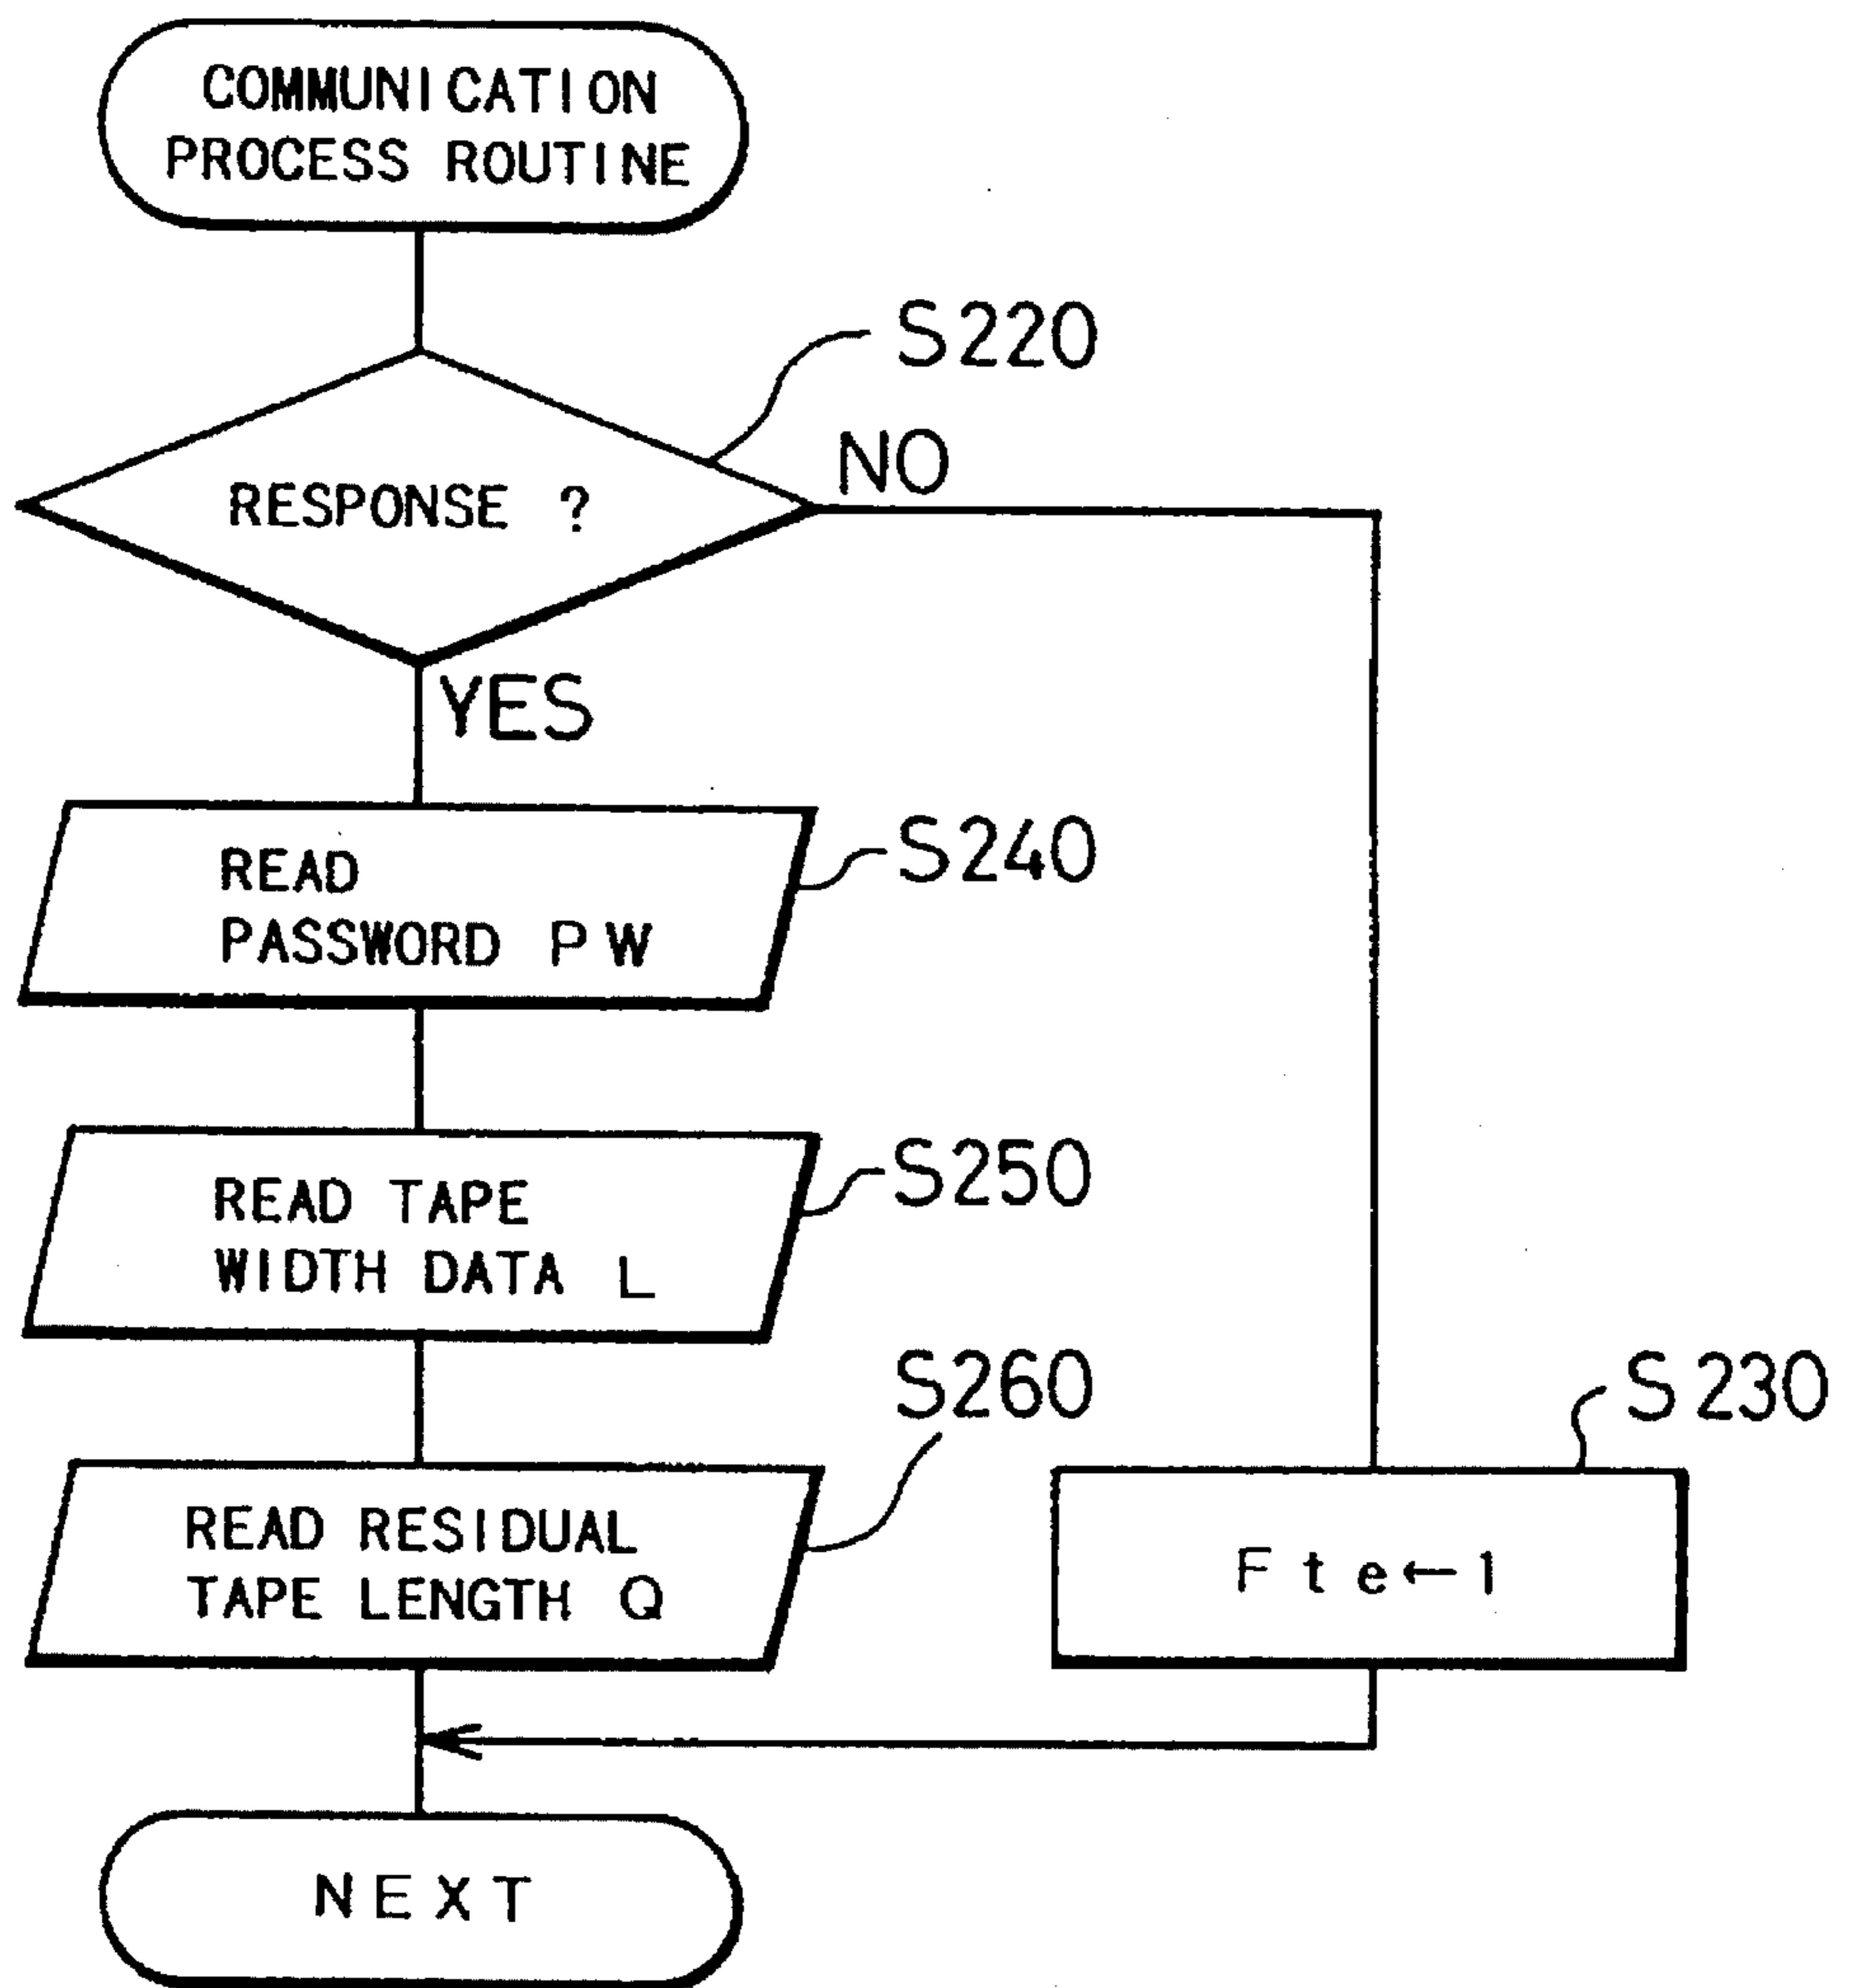 COMMUNICATION
PROCESS ROUTINE
S220
RESPONSE ?
NO
YES
READ
PASSWORD PW
S240
READ TAPE
WIDTH DATA L
S250
READ RESIDUAL
TAPE LENGTH Q
S260
S230
Fte←1
NEXT